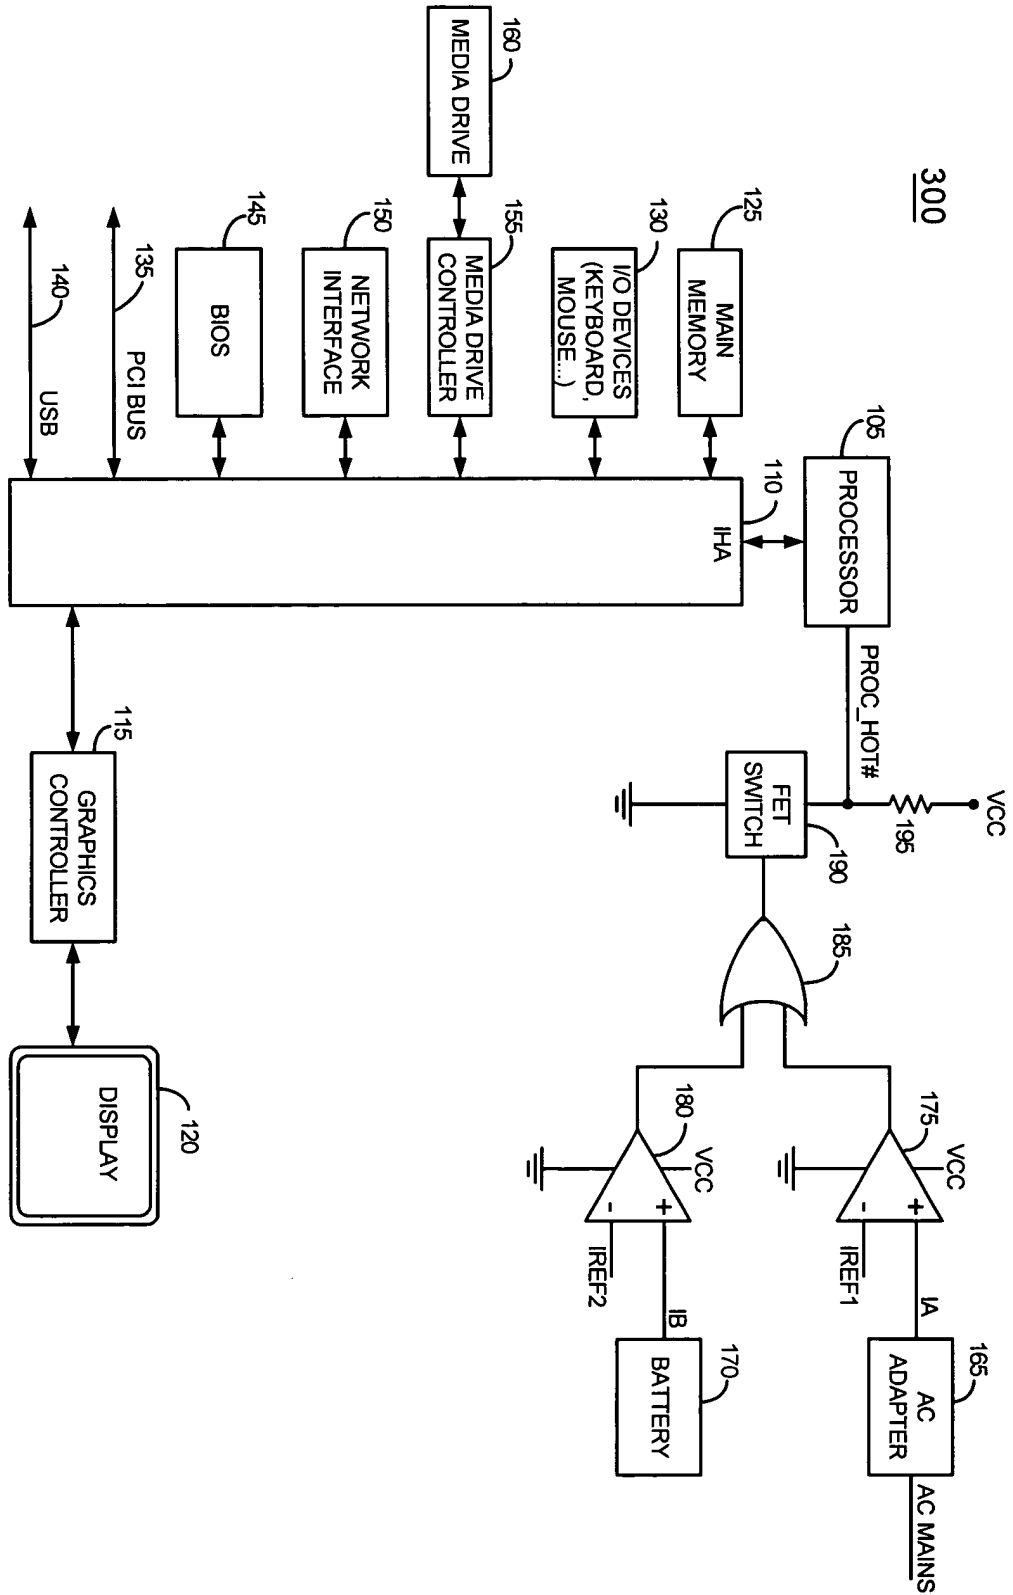 300
VCC
195
105
PROCESSOR
PROC_HOT#
FET
SWITCH
190
185
175
VCC
+
-
IREF1
IA
165
AC
ADAPTER
AC MAINS
180
VCC
+
-
IREF2
IB
170
BATTERY
110
IHA
125
MAIN
MEMORY
130
I/O DEVICES
(KEYBOARD,
MOUSE...)
160
MEDIA DRIVE
155
MEDIA DRIVE
CONTROLLER
150
NETWORK
INTERFACE
145
BIOS
135
PCI BUS
140
USB
115
GRAPHICS
CONTROLLER
120
DISPLAY